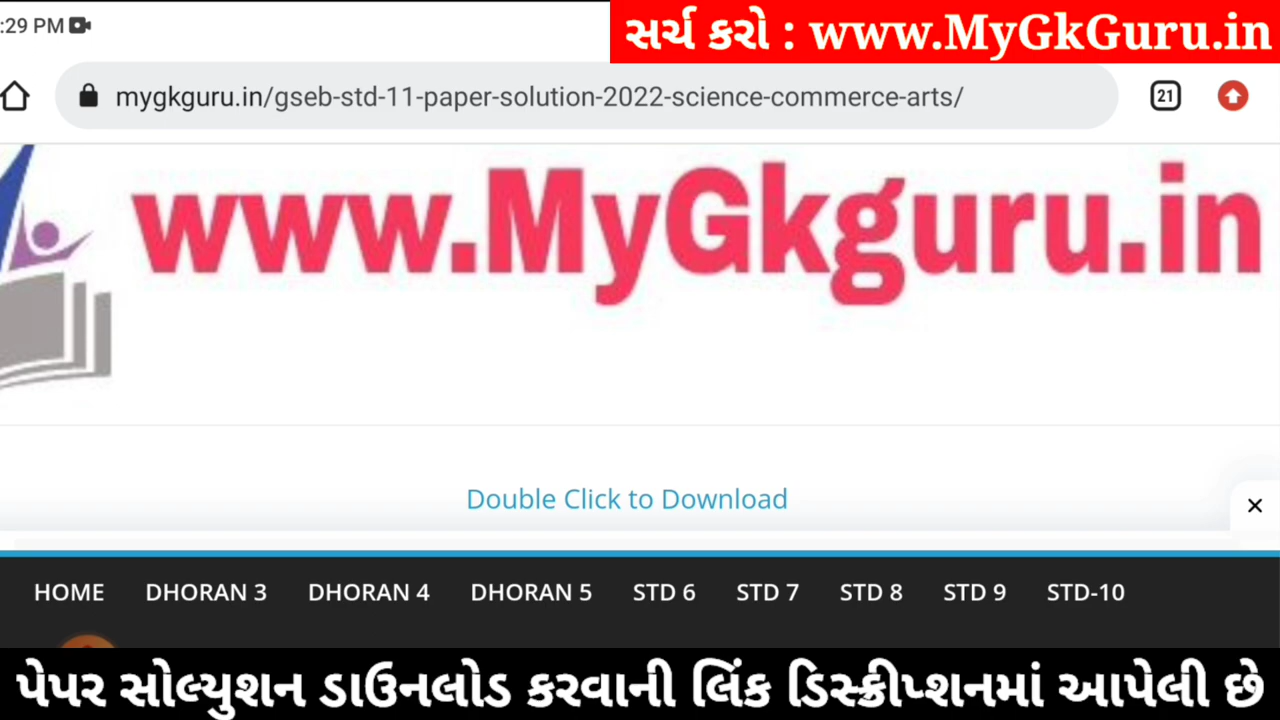 :29 PM
સર્ચ કરો : www.MyGkGuru.in
mygkguru.in/gseb-std-11-paper-solution-2022-science-commerce-arts/
21
www.MyGkguru.in
Double Click to Download
×
HOME DHORAN 3 DHORAN 4 DHORAN 5 STD 6 STD 7 STD 8 STD 9 STD-10
પેપર સોલ્યુશન ડાઉનલોડ કરવાની લિંક ડિસ્ક્રીપ્શનમાં આપેલી છે